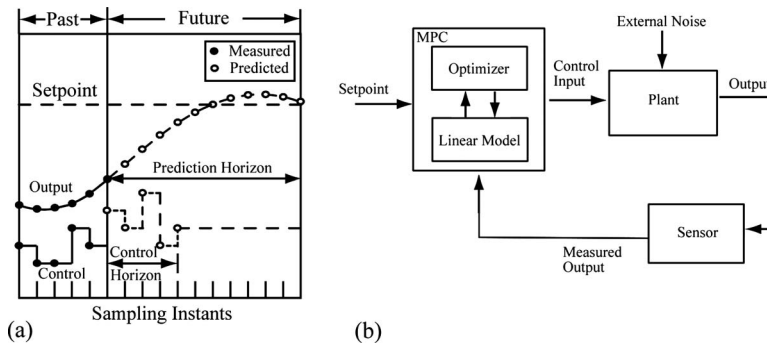 Past
Future
Measured
Predicted
Setpoint
Prediction Horizon
Output
Control
Control
Horizon
Sampling Instants
(a)
MPC
Optimizer
Linear Model
Setpoint
Control
Input
External Noise
Plant
Output
Sensor
Measured
Output
(b)